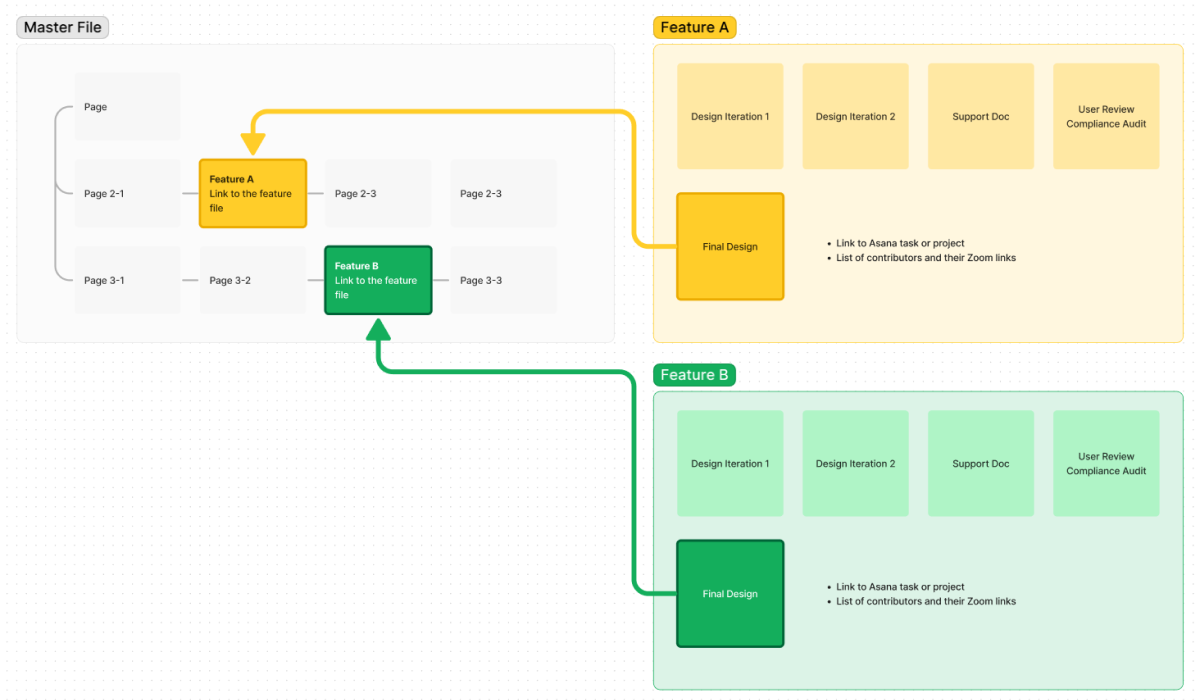 Master File
Page
Page 2-1
Feature A
Link to the feature
file
Page 2-3
Page 2-3
Page 3-1
Page 3-2
Feature B
Link to the feature
file
Page 3-3
Feature A
Design Iteration 1
Design Iteration 2
Support Doc
User Review
Compliance Audit
Final Design
• Link to Asana task or project
• List of contributors and their Zoom links
Feature B
Design Iteration 1
Design Iteration 2
Support Doc
User Review
Compliance Audit
Final Design
• Link to Asana task or project
• List of contributors and their Zoom links